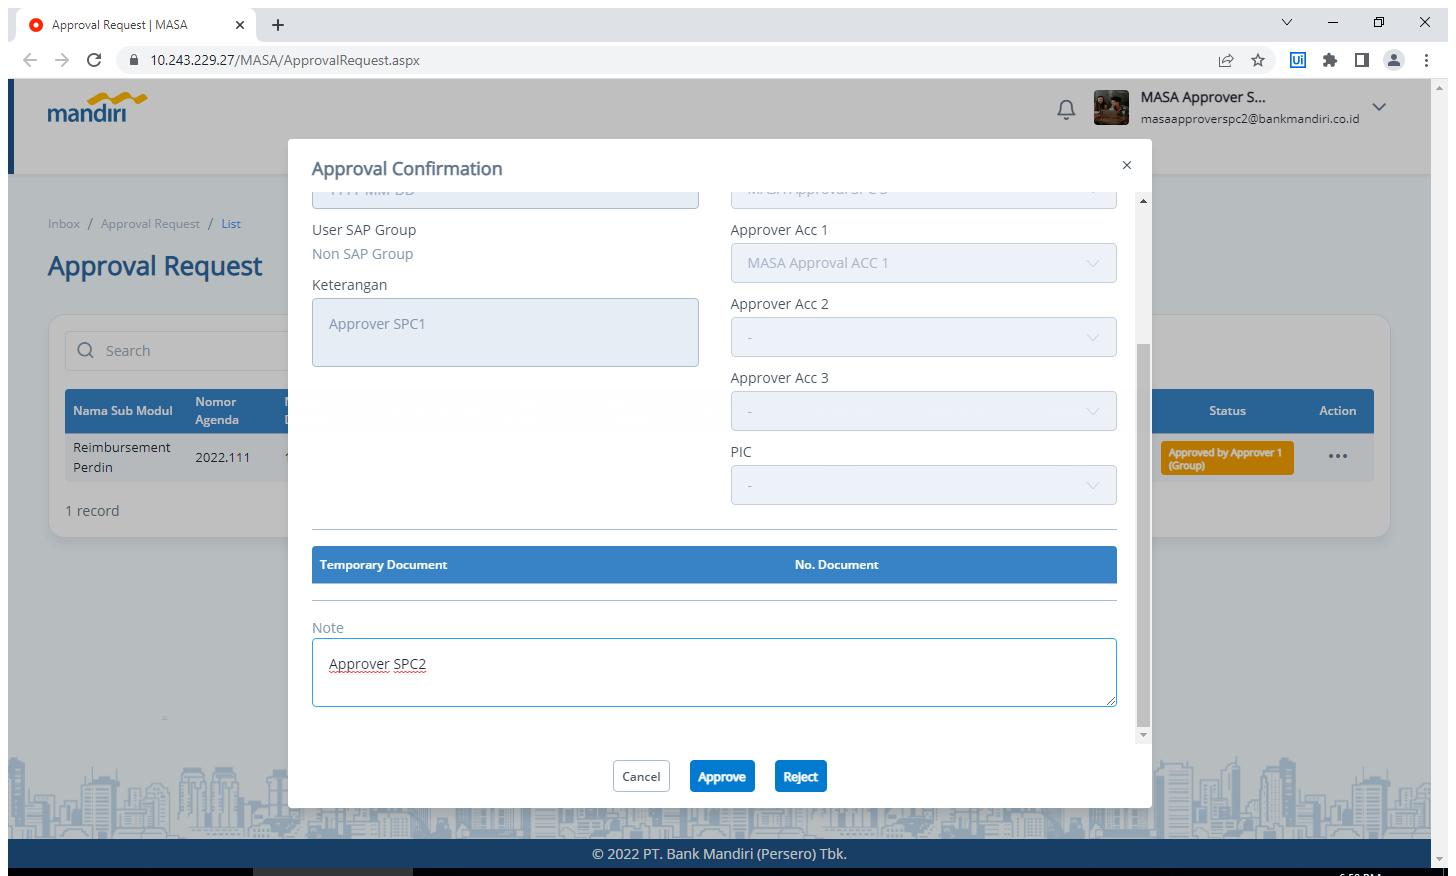 Approval Request | MASA
10.243.229.27/MASA/ApprovalRequest.aspx
Ui
mandiri
MASA Approver S...
masaapproverspc2@bankmandiri.co.id
Approval Confirmation
Inbox / Approval Request / List
Approval Request
Search
Nama Sub Modul
Nomor Agenda
Status
Action
Reimbursement Perdin
2022.111
Approved by Approver 1 (Group)
1 record
User SAP Group
Non SAP Group
Keterangan
Approver SPC1
Approver Acc 1
MASA Approval ACC 1
Approver Acc 2
-
Approver Acc 3
-
PIC
-
Temporary Document
No. Document
Note
Approver SPC2
Cancel
Approve
Reject
© 2022 PT. Bank Mandiri (Persero) Tbk.